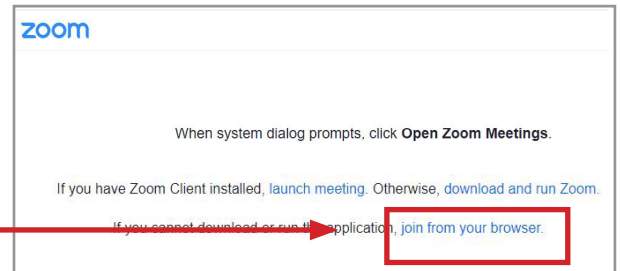 zoom
When system dialog prompts, click Open Zoom Meetings.
If you have Zoom Client installed, launch meeting. Otherwise, download and run Zoom.
If you cannot download or run the application, join from your browser.